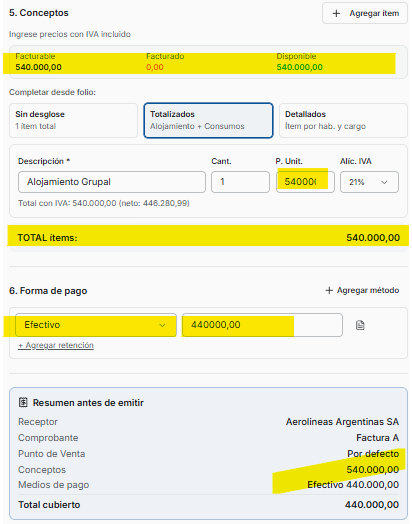 5. Conceptos
+ Agregar ítem
Ingrese precios con IVA incluido
Facturable Facturado Disponible
540.000,00 0,00 540.000,00
Completar desde folio:
Sin desglose Totalizados Detallados
1 ítem total Alojamiento + Consumos Ítem por hab. y cargo
Descripción * Cant. P. Unit. Alíc. IVA
Alojamiento Grupal 1 54000 21%
Total con IVA: 540.000,00 (neto: 446.280,99)
TOTAL ítems: 540.000,00
6. Forma de pago + Agregar método
Efectivo 440000,00
+ Agregar retención
Resumen antes de emitir
Receptor Aerolineas Argentinas SA
Comprobante Factura A
Punto de Venta Por defecto
Conceptos 540.000,00
Medios de pago Efectivo 440.000,00
Total cubierto 440.000,00